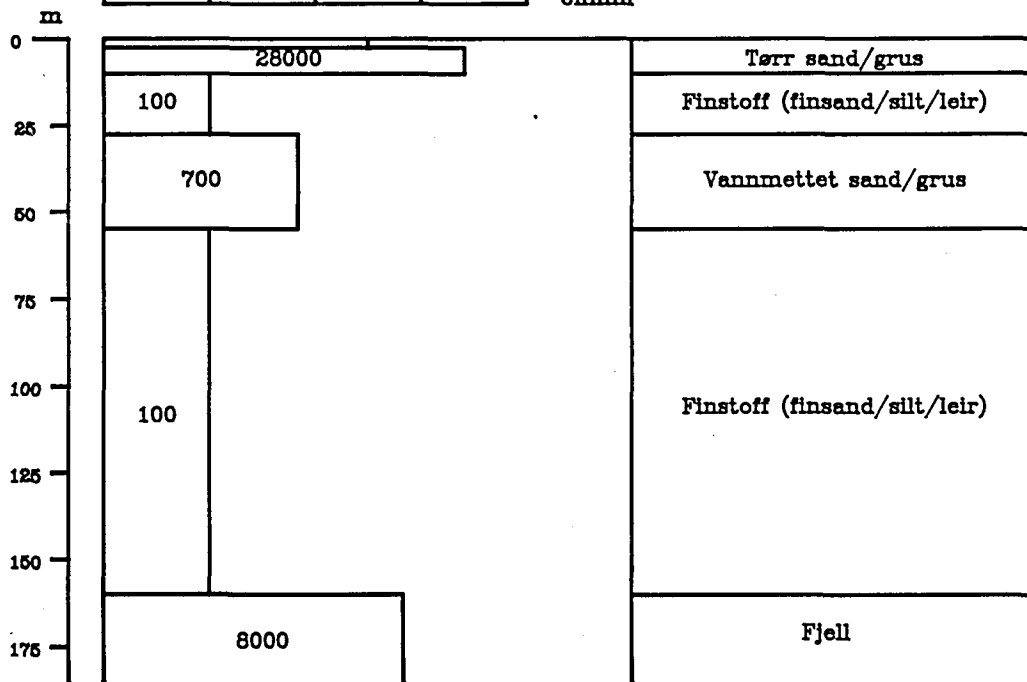 m
0
28000
Tørr sand/grus
100
Finstoff (finsand/silt/leir)
25
700
Vannmettet sand/grus
50
75
100
100
Finstoff (finsand/silt/leir)
125
150
8000
Fjell
175